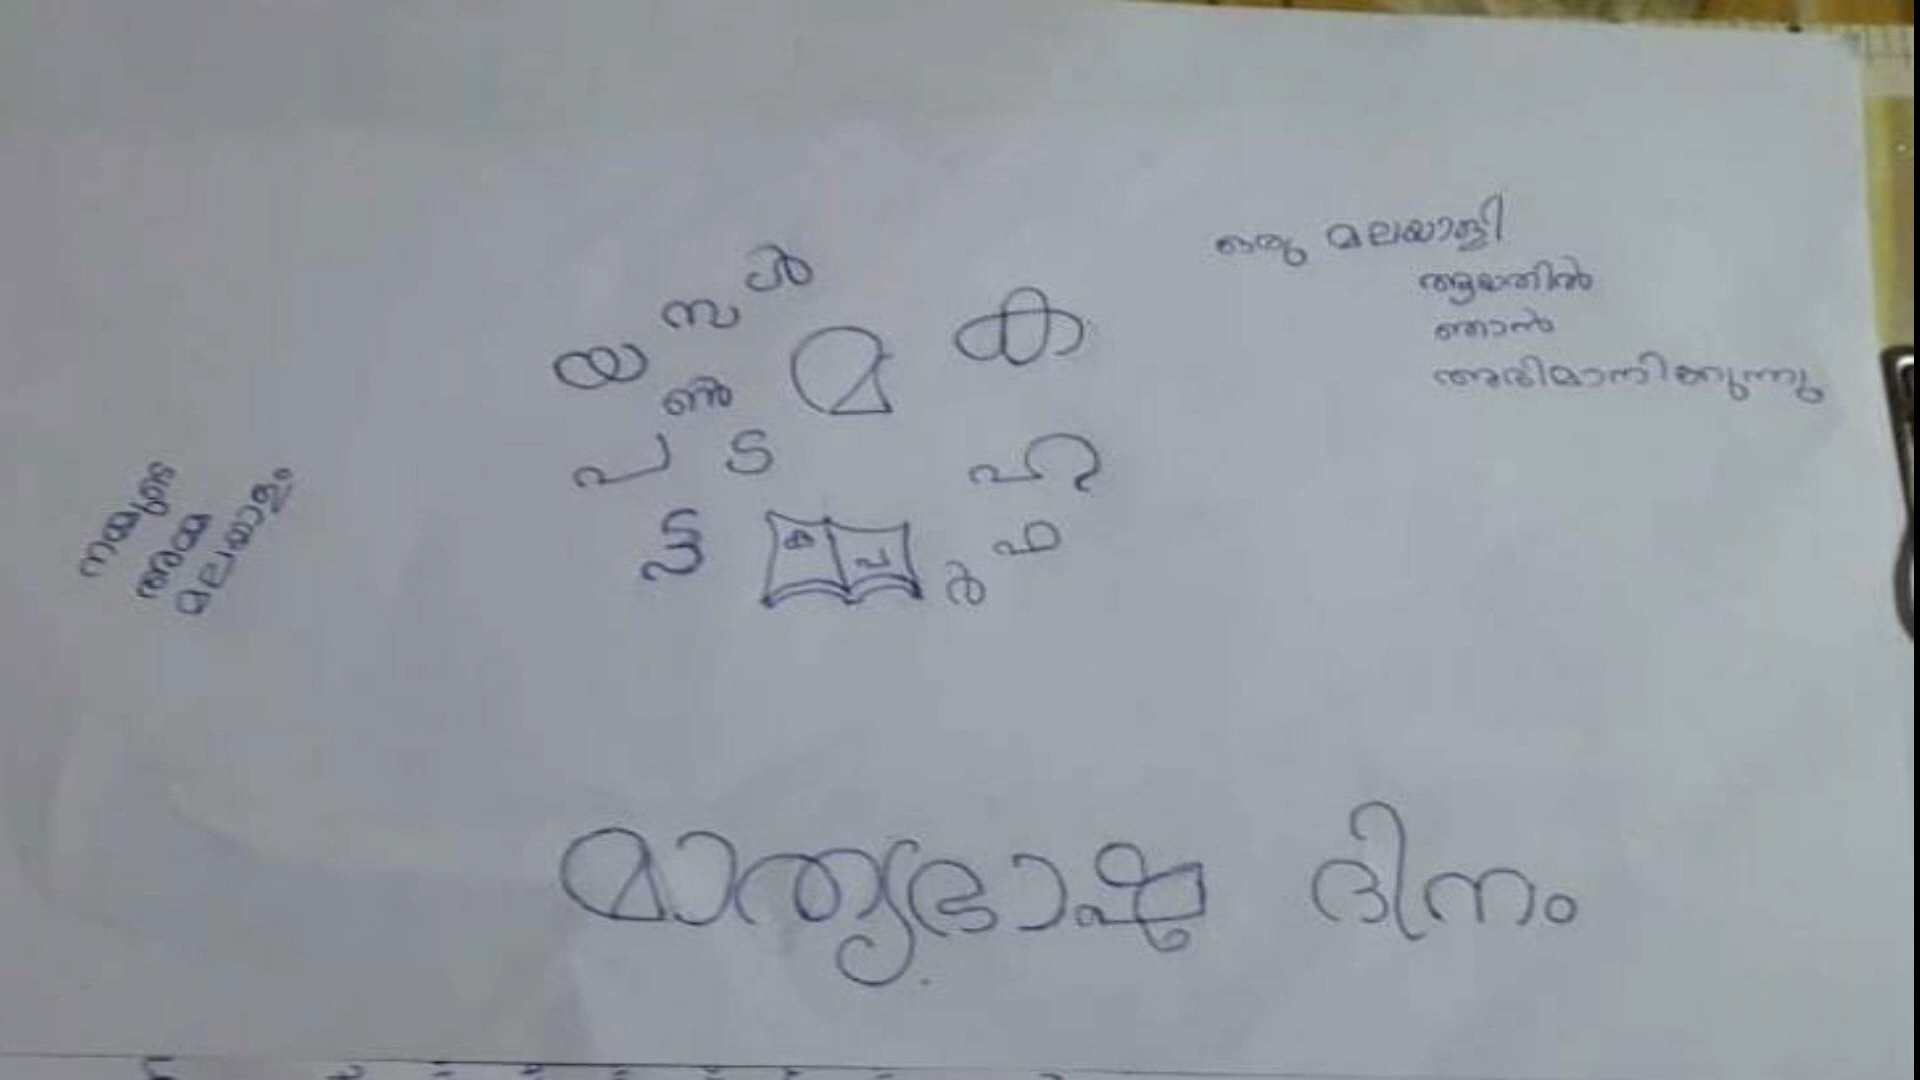 ഒരു മലയാളി
ആയതിൽ
ഞാൻ
അഭിമാനിക്കുന്നു
ൾ
സ
യ
മ
ക
ൺ
പ ട
ഹ
ട്ട
ക
പ
ർ
ഫ
നമ്മുടെ
അമ്മ
മലയാളം
മാതൃഭാഷ ദിനം